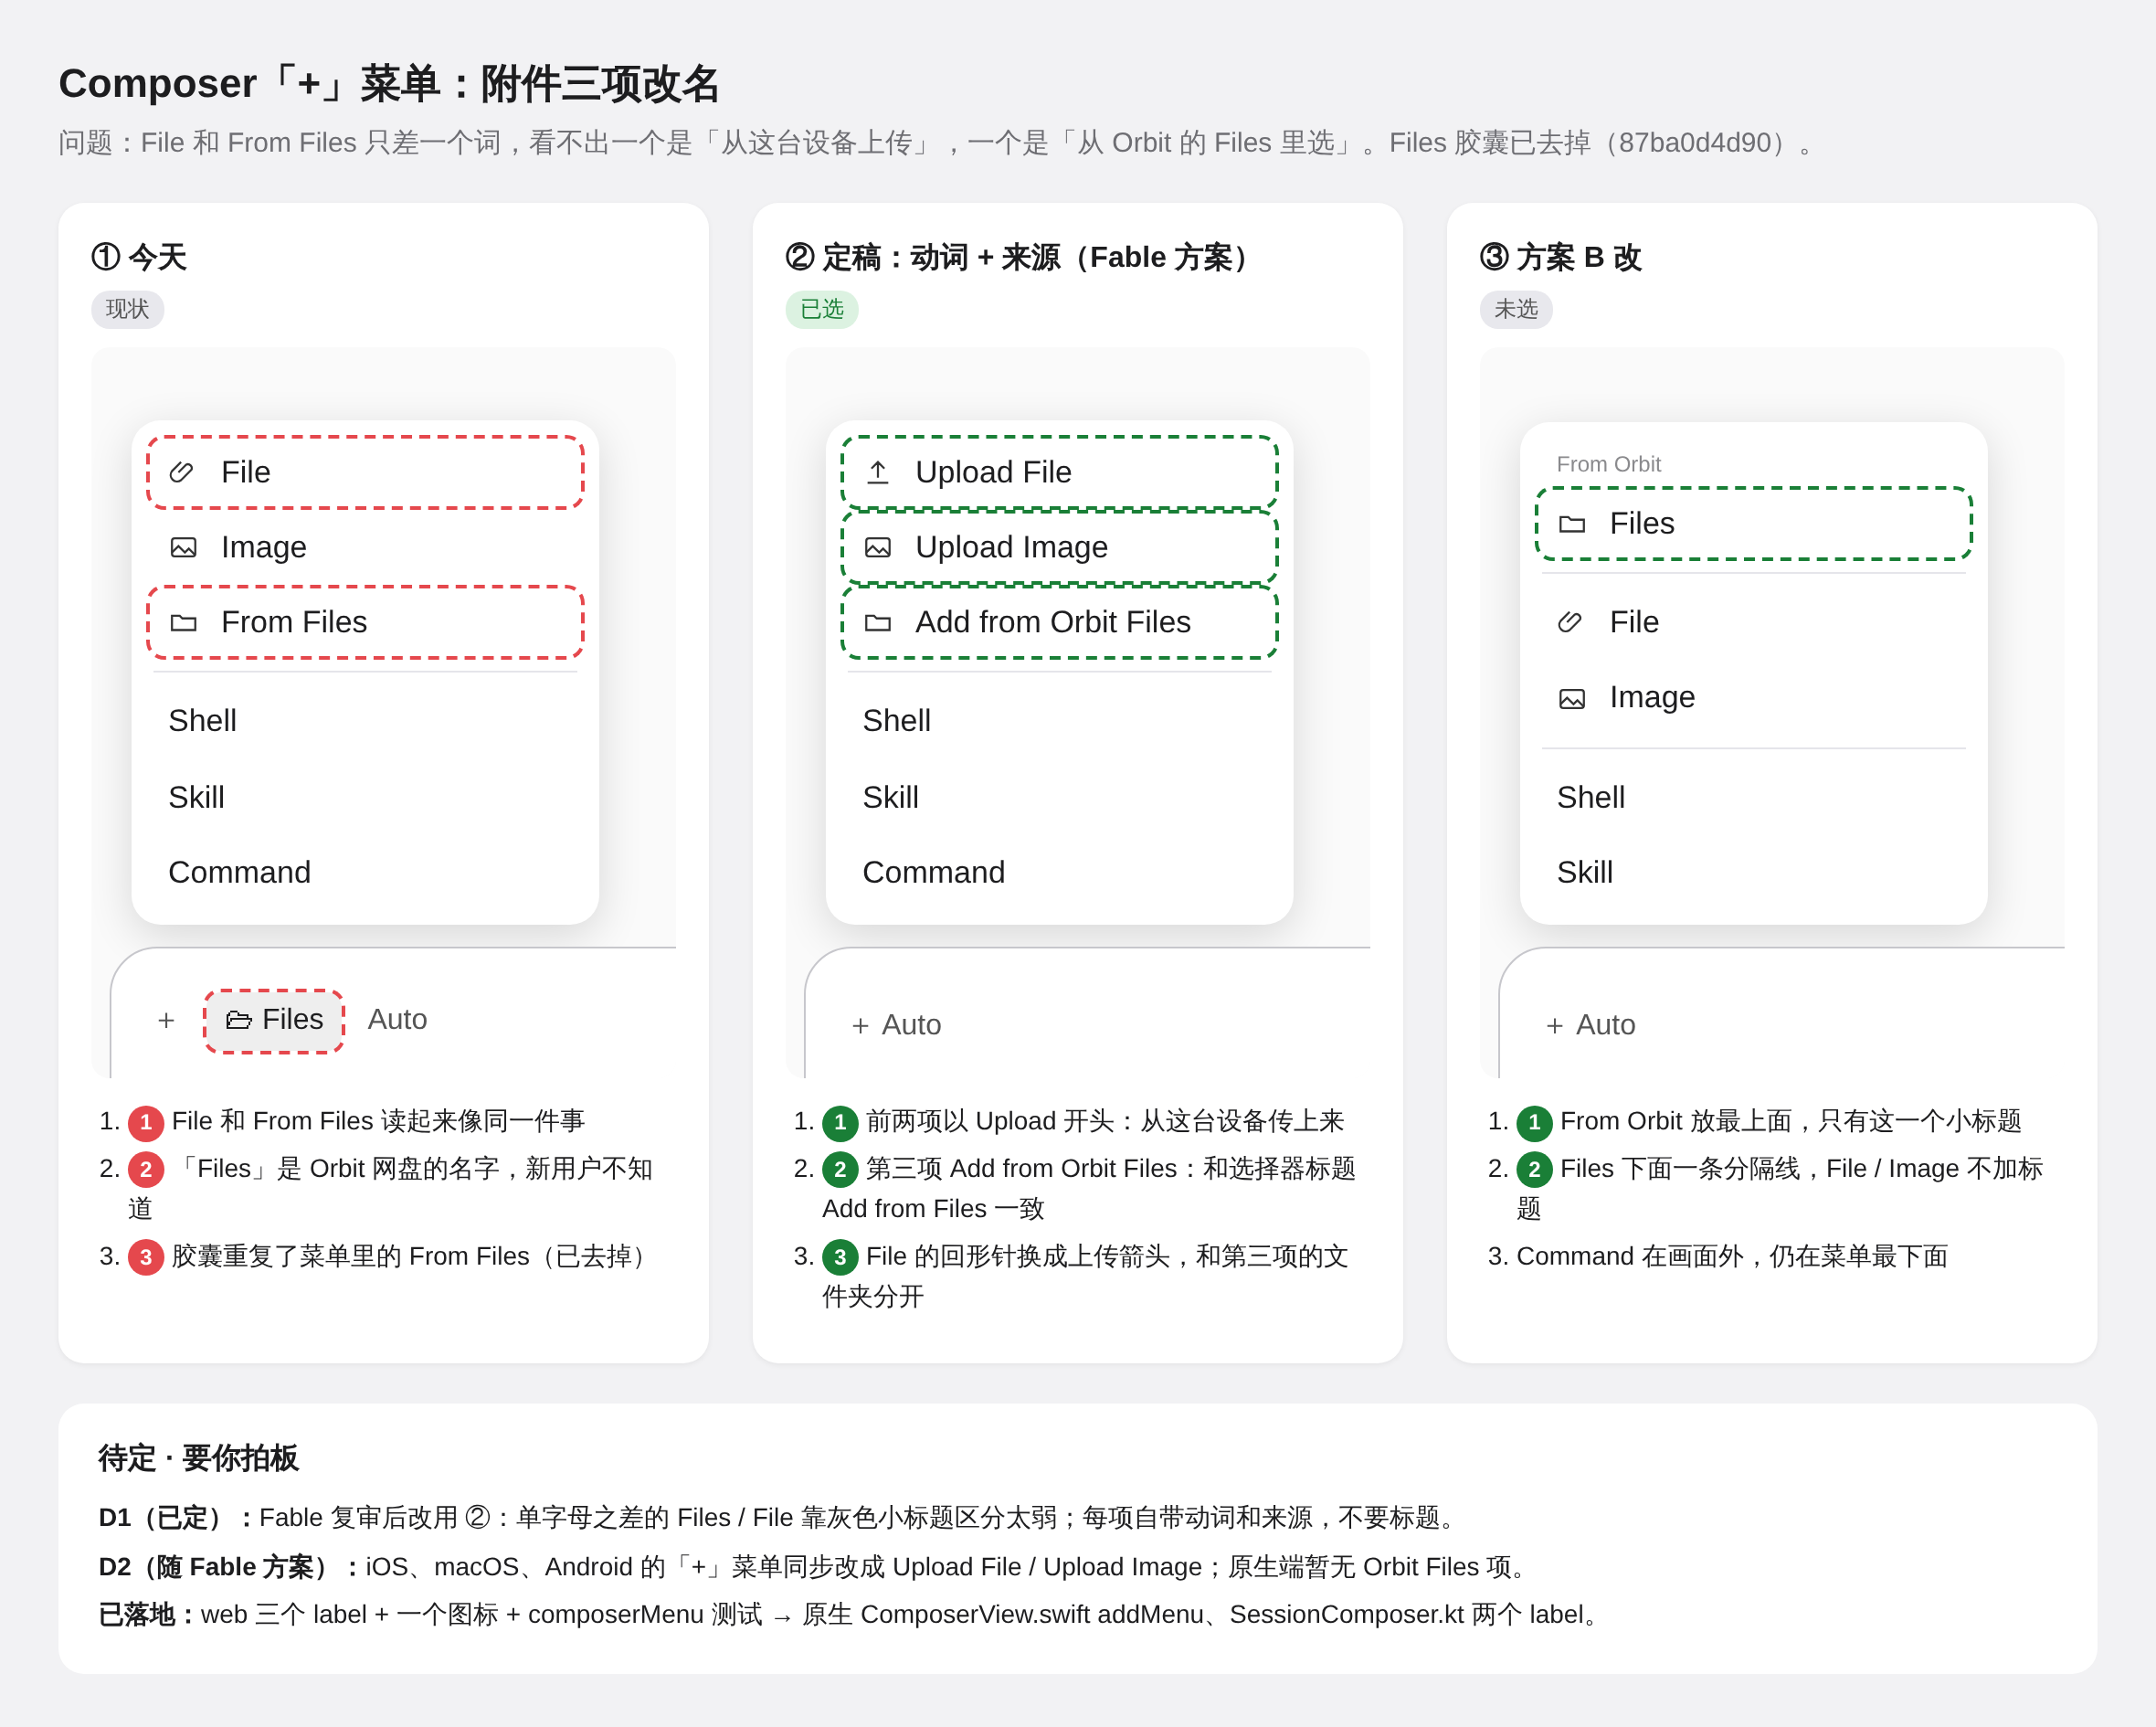 Composer「+」菜单：附件三项改名
问题：File 和 From Files 只差一个词，看不出一个是「从这台设备上传」，一个是「从 Orbit 的 Files 里选」。Files 胶囊已去掉（87ba0d4d90）。
① 今天
现状
File
Image
From Files
Shell
Skill
Command
+ Files Auto
1. 1 File 和 From Files 读起来像同一件事
2. 2 「Files」是 Orbit 网盘的名字，新用户不知
道
3. 3 胶囊重复了菜单里的 From Files（已去掉）
② 定稿：动词 + 来源（Fable 方案）
已选
Upload File
Upload Image
Add from Orbit Files
Shell
Skill
Command
+ Auto
1. 1 前两项以 Upload 开头：从这台设备传上来
2. 2 第三项 Add from Orbit Files：和选择器标题
Add from Files 一致
3. 3 File 的回形针换成上传箭头，和第三项的文
件夹分开
③ 方案 B 改
未选
From Orbit
Files
File
Image
Shell
Skill
+ Auto
1. 1 From Orbit 放最上面，只有这一个小标题
2. 2 Files 下面一条分隔线，File / Image 不加标
题
3. Command 在画面外，仍在菜单最下面
待定 · 要你拍板
D1（已定）：Fable 复审后改用 ②：单字母之差的 Files / File 靠灰色小标题区分太弱；每项自带动词和来源，不要标题。
D2（随 Fable 方案）：iOS、macOS、Android 的「+」菜单同步改成 Upload File / Upload Image；原生端暂无 Orbit Files 项。
已落地：web 三个 label + 一个图标 + composerMenu 测试 → 原生 ComposerView.swift addMenu、SessionComposer.kt 两个 label。